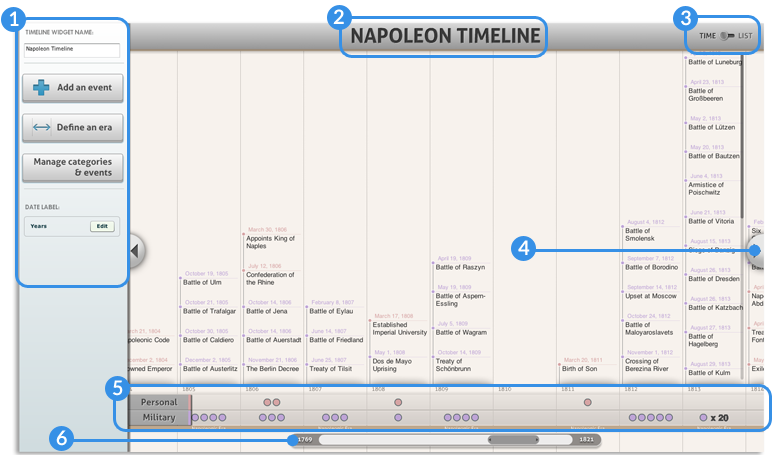 1
2
3
TIMELINE WIDGET NAME:
Napoleon Timeline
NAPOLEON TIMELINE
TIME LIST
Add an event
Define an era
Manage categories
& events
DATE LABEL:
Years
Edit
1804
poleonic Code
2, 1804
wned Emperor
October 19, 1805
Battle of Ulm
October 21, 1805
Battle of Trafalgar
October 30, 1805
Battle of Caldiero
December 2, 1805
Battle of Austerlitz
March 30, 1806
Appoints King of
Naples
July 12, 1806
Confederation of
the Rhine
October 14, 1806
Battle of Jena
October 14, 1806
Battle of Auerstadt
November 21, 1806
The Berlin Decree
February 8, 1807
Battle of Eylau
June 14, 1807
Battle of Friedland
June 25, 1807
Treaty of Tilsit
March 17, 1808
Established
Imperial University
May 1, 1808
Dos de Mayo
Uprising
April 19, 1809
Battle of Raszyn
May 19, 1809
Battle of Aspern-
Essling
July 5, 1809
Battle of Wagram
October 14, 1809
Treaty of
Schönbrunn
March 20, 1811
Birth of Son
4
August 4, 1812
Battle of
Smolensk
September 7, 1812
Battle of Borodino
September 14, 1812
Upset at Moscow
October 24, 1812
Battle of
Maloyaroslavets
November 1, 1812
Crossing of
Berezina River
Battle of Luneburg
April 23, 1813
Battle of
Großbeeren
May 2, 1813
Battle of Lützen
May 20, 1813
Battle of Bautzen
June 4, 1813
Armistice of
Poischwitz
June 21, 1813
Battle of Vitoria
August 15, 1813
Siege of Danzig
August 26, 1813
Battle of Dresden
August 26, 1813
Battle of Katzbach
August 27, 1813
Battle of
Hagelberg
August 29, 1813
Battle of Kulm
Six
Nap
Abd
Trea
Font
Exile
1805 1806 1807 1808 1809 1810 1811 1812 1813 1814
5
Personal
Military
x 20
6
1769
1821